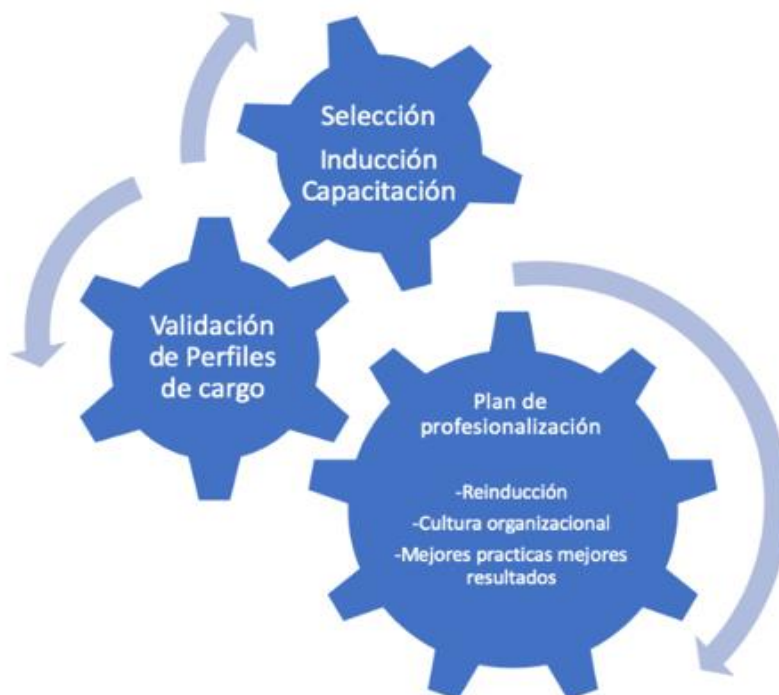 Selección
Inducción
Capacitación
Validación
de Perfiles
de cargo
Plan de
profesionalización
-Reinducción
-Cultura organizacional
-Mejores practicas mejores
resultados